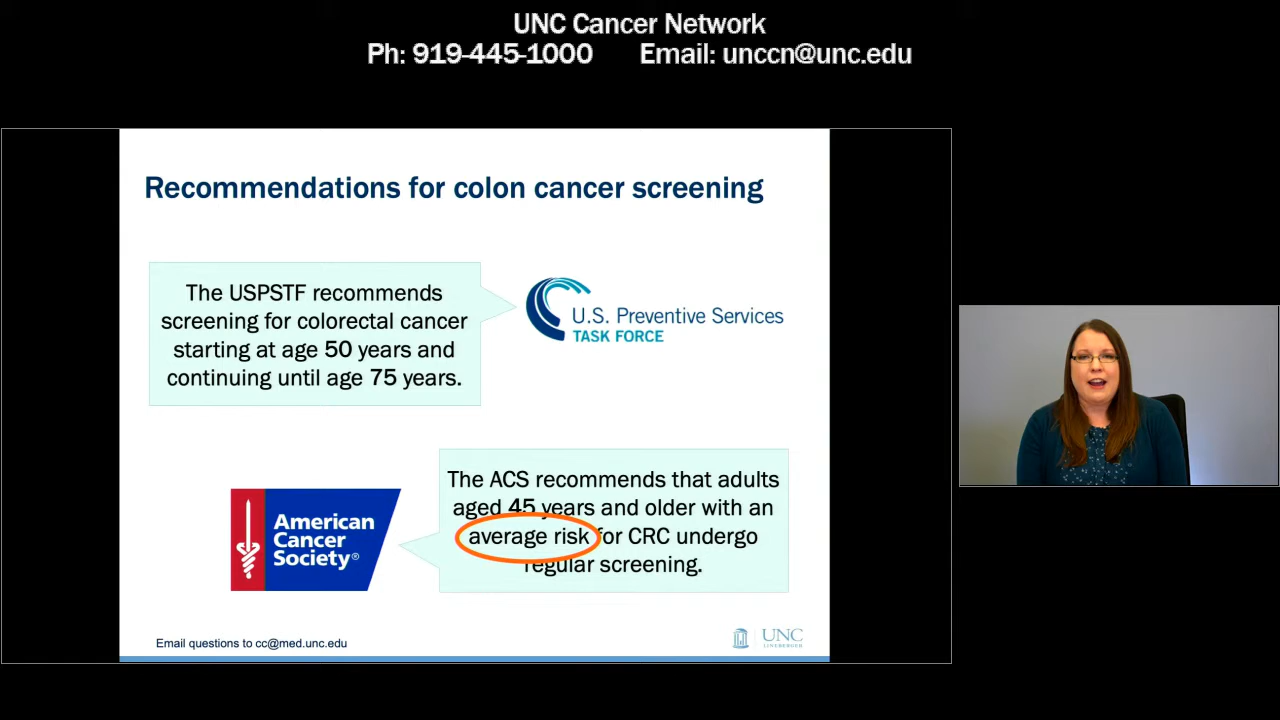 UNC Cancer Network
Ph: 919-445-1000 Email: unccn@unc.edu
Recommendations for colon cancer screening
The USPSTF recommends
screening for colorectal cancer
starting at age 50 years and
continuing until age 75 years.
U.S. Preventive Services
TASK FORCE
The ACS recommends that adults
aged 45 years and older with an
average risk for CRC undergo
regular screening.
American
Cancer
Society®
Email questions to cc@med.unc.edu
UNC
LINEBERGER